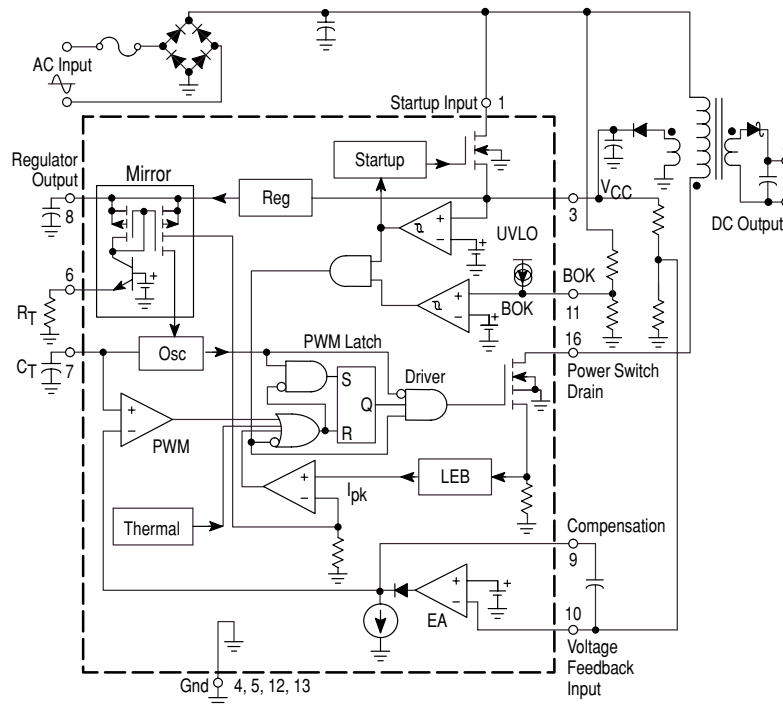 AC Input
Startup Input
1
Regulator
Output
8
Mirror
Startup
Reg
VCC
3
DC Output
UVLO
6
RT
BOK
11
BOK
16
Power Switch
Drain
CT
7
Osc
PWM Latch
Driver
S
Q
R
+
−
PWM
Ipk
LEB
Thermal
Compensation
9
EA
10
Voltage
Feedback
Input
Gnd
4, 5, 12, 13